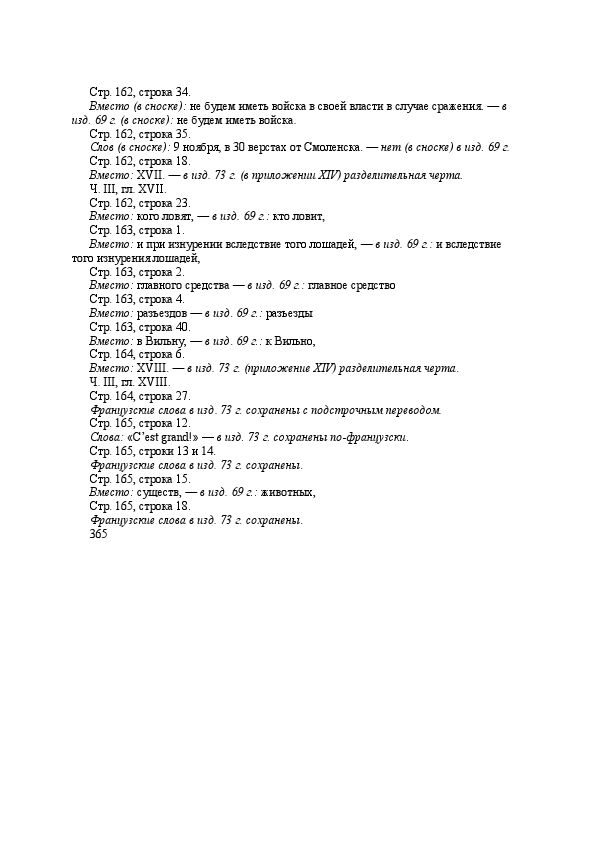 Стр. 162, строка 34.
Вместо (в сноске): не будем иметь войска в своей власти в случае сражения. — в
изд. 69 г. (в сноске): не будем иметь войска.
Стр. 162, строка 35.
Слов (в сноске): 9 ноября, в 30 верстах от Смоленска. — нет (в сноске) в изд. 69 г.
Стр. 162, строка 18.
Вместо: XVII. — в изд. 73 г. (в приложении XIV) разделительная черта.
Ч. III, гл. XVII.
Стр. 162, строка 23.
Вместо: кого ловят, — в изд. 69 г.: кто ловит,
Стр. 163, строка 1.
Вместо: и при изнурении вследствие того лошадей, — в изд. 69 г.: и вследствие
того изнурения лошадей,
Стр. 163, строка 2.
Вместо: главного средства — в изд. 69 г.: главное средство
Стр. 163, строка 4.
Вместо: разъездов — в изд. 69 г.: разъезды
Стр. 163, строка 40.
Вместо: в Вильну, — в изд. 69 г.: к Вильно,
Стр. 164, строка 6.
Вместо: XVIII. — в изд. 73 г. (приложение XIV) разделительная черта.
Ч. III, гл. XVIII.
Стр. 164, строка 27.
Французские слова в изд. 73 г. сохранены с подстрочным переводом.
Стр. 165, строка 12.
Слова: «C’est grand!» — в изд. 73 г. сохранены по-французски.
Стр. 165, строки 13 и 14.
Французские слова в изд. 73 г. сохранены.
Стр. 165, строка 15.
Вместо: существ, — в изд. 69 г.: животных,
Стр. 165, строка 18.
Французские слова в изд. 73 г. сохранены.
365